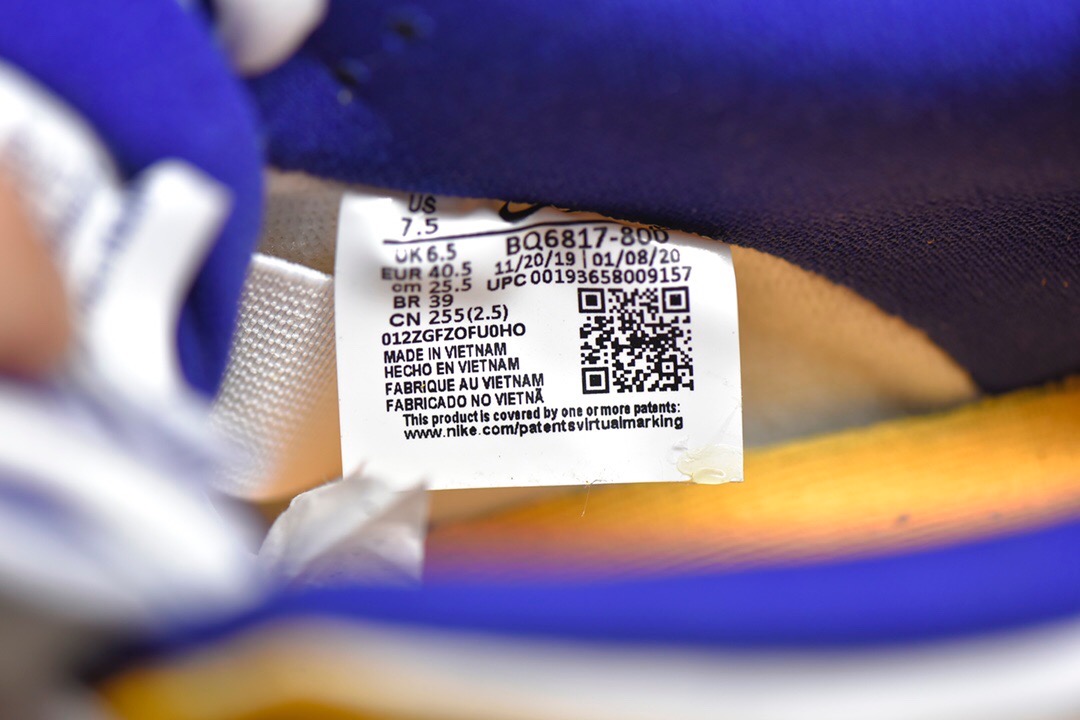 US
7.5
UK 6.5
EUR 40.5
cm 25.5
BR 39
CN 255(2.5)
BQ6817-800
11/20/19 | 01/08/20
UPC 00193658009157
012ZGFZOFU0HO
MADE IN VIETNAM
HECHO EN VIETNAM
FABRIQUE AU VIETNAM
FABRICADO NO VIETNÃ
This product is covered by one or more patents:
www.nike.com/patentsvirtualmarking